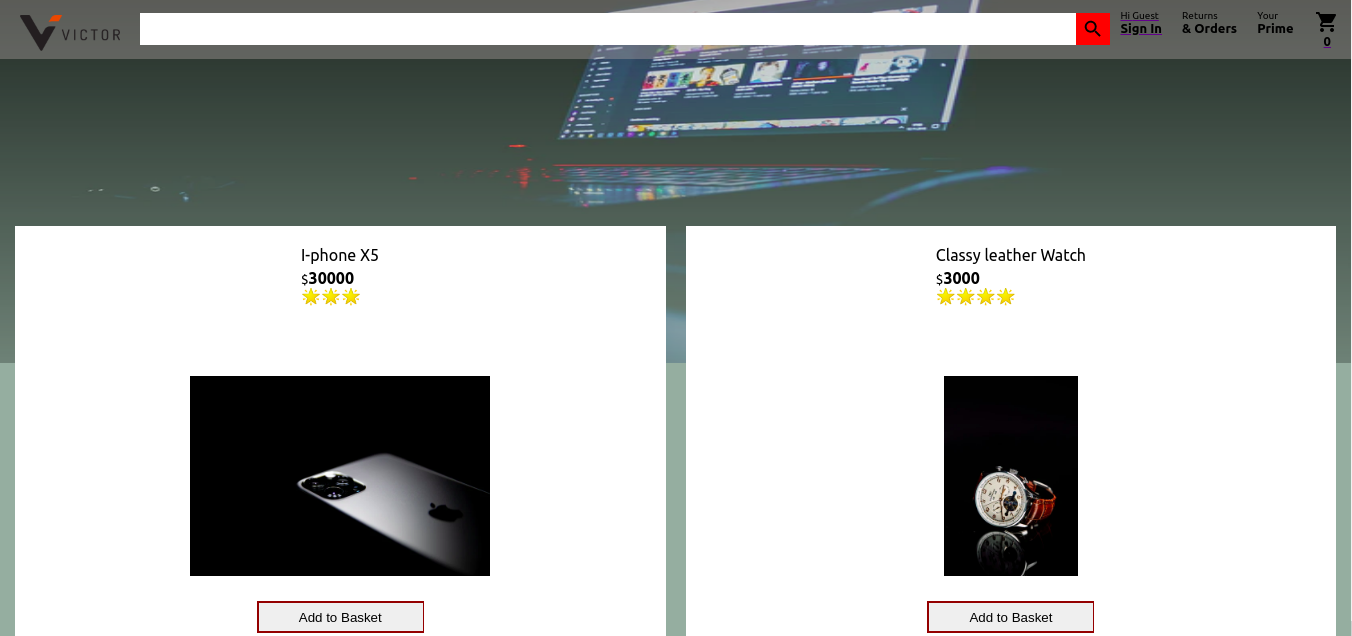 VICTOR
Hi Guest
Sign In
Returns
& Orders
Your
Prime
0
I-phone X5
$30000
Classy leather Watch
$3000
Add to Basket
Add to Basket